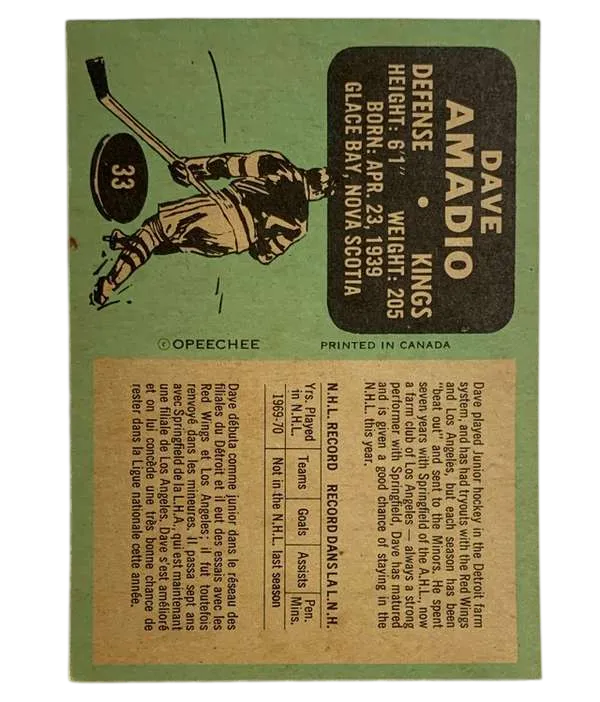 DAVE
AMADIO
DEFENSE • KINGS
HEIGHT: 6'1" WEIGHT: 205
BORN: APR. 23, 1939
GLACE BAY, NOVA SCOTIA
33
© OPEECHEE
PRINTED IN CANADA
Dave played Junior hockey in the Detroit farm
system, and has had tryouts with the Red Wings
and Los Angeles, but each season has been
"beat out" and sent to the Minors. He spent
seven years with Springfield of the A.H.L., now
a farm club of Los Angeles — always a strong
performer with Springfield, Dave has matured
and is given a good chance of staying in the
N.H.L. this year.
N.H.L. RECORD RECORD DANS LA L.N.H.
Yrs. Played in N.H.L. Teams Goals Assists Pen. Mins.
1969-70 Not in the N.H.L. last season
Dave débuta comme junior dans le réseau des
filiales du Détroit et il eut des essais avec les
Red Wings et Los Angeles; il fut toutefois
renvoyé dans les mineures. Il passa sept ans
avec Springfield de la I.H.A., qui est maintenant
une filiale de Los Angeles. Dave s'est amélioré
et on lui concède une très bonne chance de
rester dans la Ligue nationale cette année.